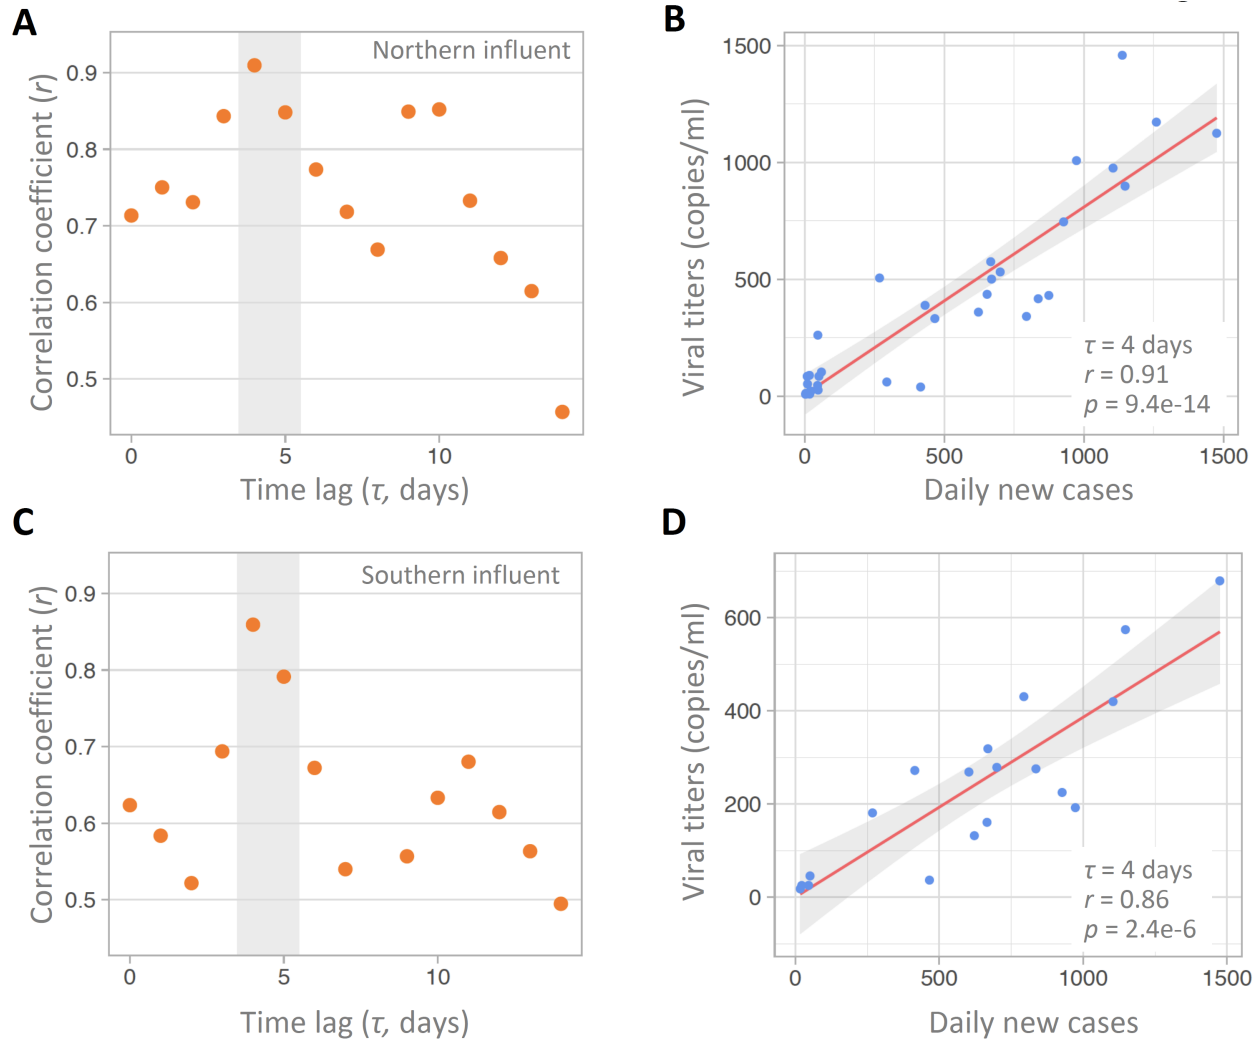 A
Northern influent
0.9
0.8
0.7
0.6
0.5
Correlation coefficient (r)
0 5 10
Time lag (τ, days)
B
1500
1000
500
0
Viral titers (copies/ml)
τ = 4 days
r = 0.91
p = 9.4e-14
0 500 1000 1500
Daily new cases
C
Southern influent
0.9
0.8
0.7
0.6
0.5
Correlation coefficient (r)
0 5 10
Time lag (τ, days)
D
600
400
200
0
Viral titers (copies/ml)
τ = 4 days
r = 0.86
p = 2.4e-6
0 500 1000 1500
Daily new cases